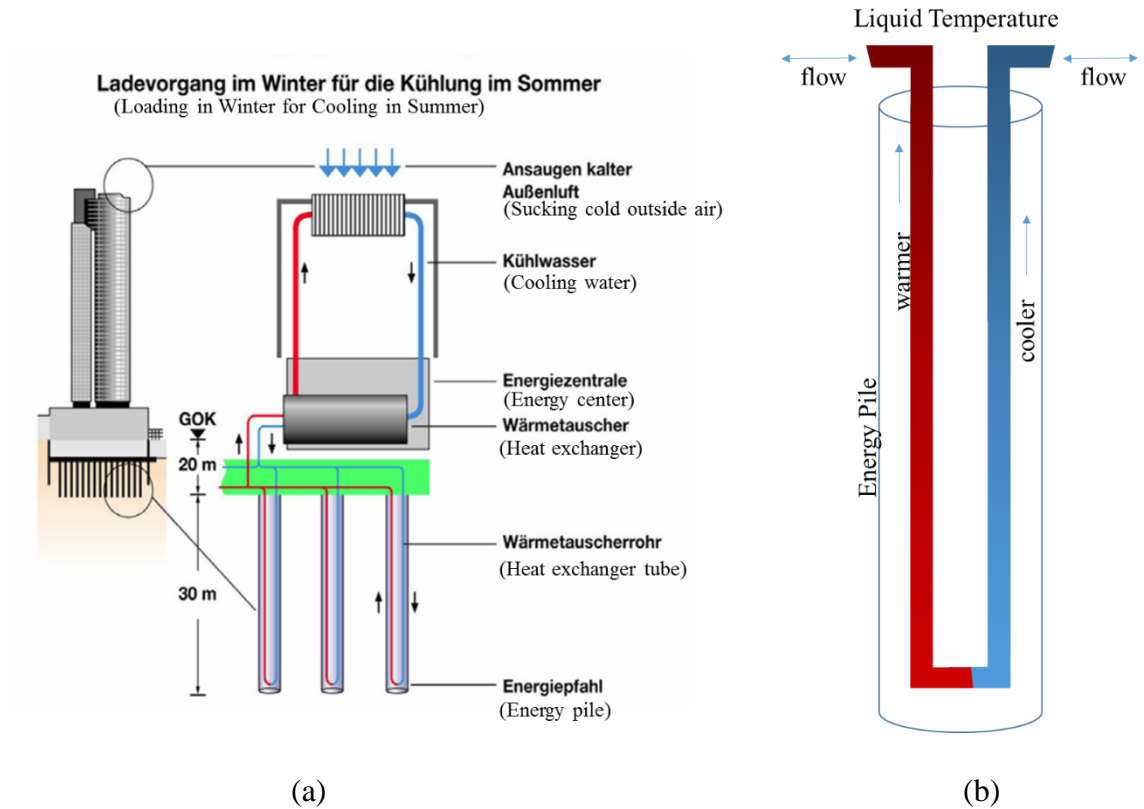 Ladevorgang im Winter für die Kühlung im Sommer
(Loading in Winter for Cooling in Summer)
Ansaugen kalter
Außenluft
(Sucking cold outside air)
Kühlwasser
(Cooling water)
Energiezentrale
(Energy center)
Wärmetauscher
(Heat exchanger)
GOK
20 m
Wärmetauscherrohr
(Heat exchanger tube)
30 m
Energiepfahl
(Energy pile)
(a)
Liquid Temperature
flow
flow
warmer
cooler
Energy Pile
(b)